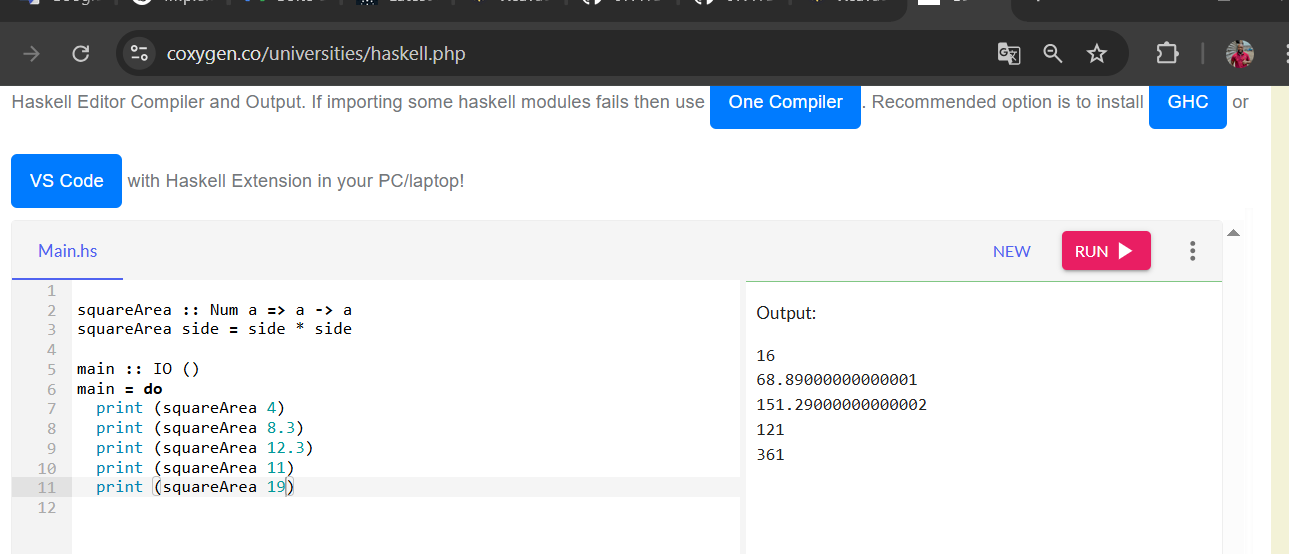 coxygen.co/universities/haskell.php
Haskell Editor Compiler and Output. If importing some haskell modules fails then use One Compiler . Recommended option is to install GHC or
VS Code with Haskell Extension in your PC/laptop!
Main.hs
NEW
RUN
1
2 squareArea :: Num a => a -> a
3 squareArea side = side * side
4
5 main :: IO ()
6 main = do
7 print (squareArea 4)
8 print (squareArea 8.3)
9 print (squareArea 12.3)
10 print (squareArea 11)
11 print (squareArea 19)
12
Output:
16
68.89000000000001
151.29000000000002
121
361